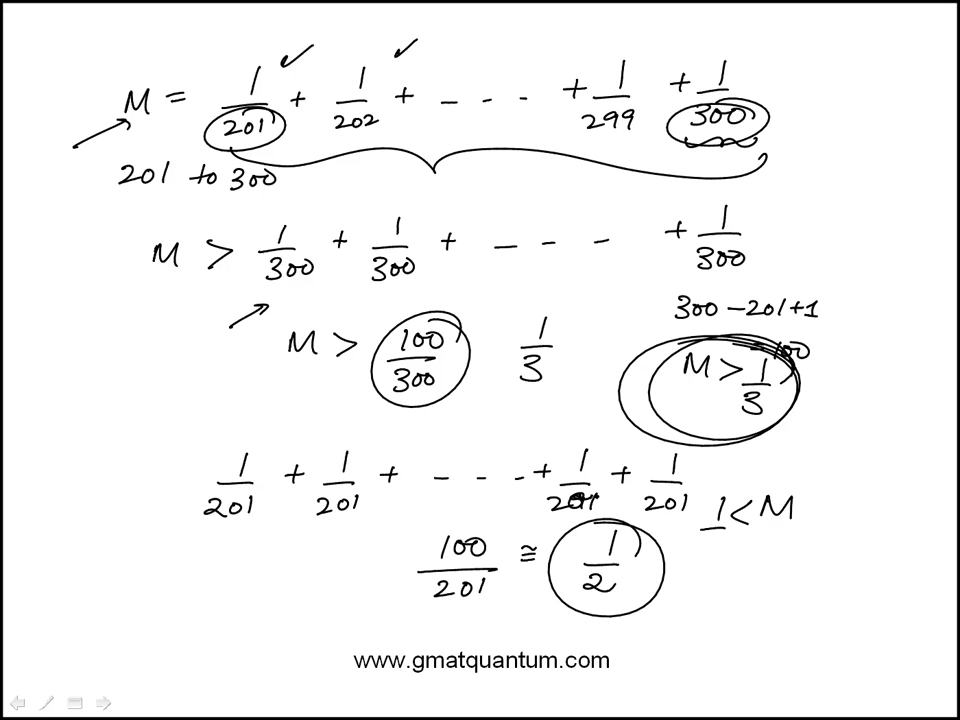 M = 1/201 + 1/202 + - - - + 1/299 + 1/300
201 to 300
M > 1/300 + 1/300 + - - - + 1/300
300 - 201 + 1
= 100
M > 100/300 1/3
M > 1/3
1/201 + 1/201 + - - - + 1/201 + 1/201
1 < M
100/201 ≅ 1/2
www.gmatquantum.com